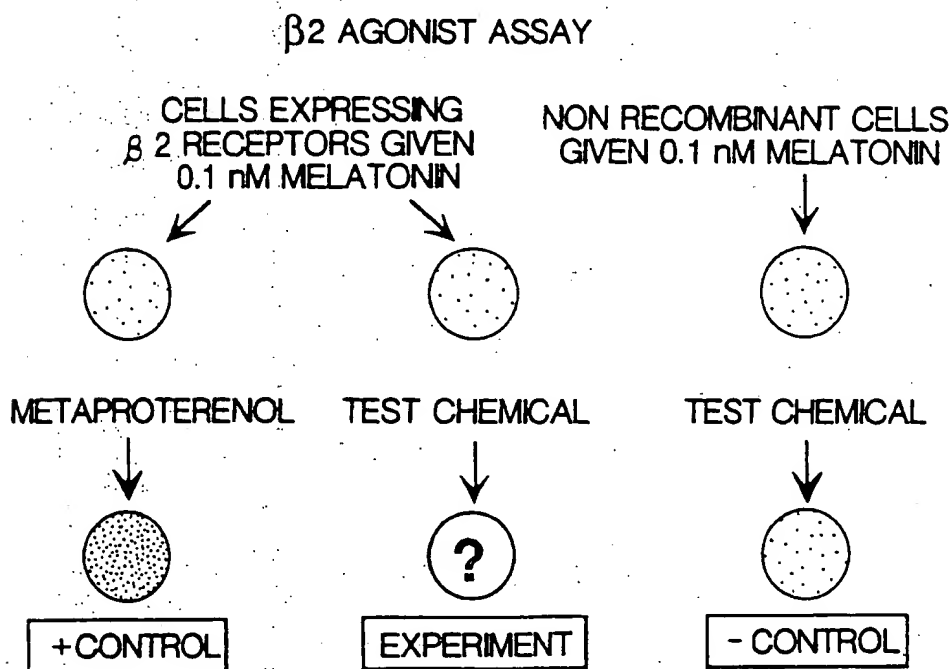 β2 AGONIST ASSAY
CELLS EXPRESSING
β 2 RECEPTORS GIVEN
0.1 nM MELATONIN
NON RECOMBINANT CELLS
GIVEN 0.1 nM MELATONIN
METAPROTERENOL
TEST CHEMICAL
TEST CHEMICAL
?
+CONTROL
EXPERIMENT
- CONTROL